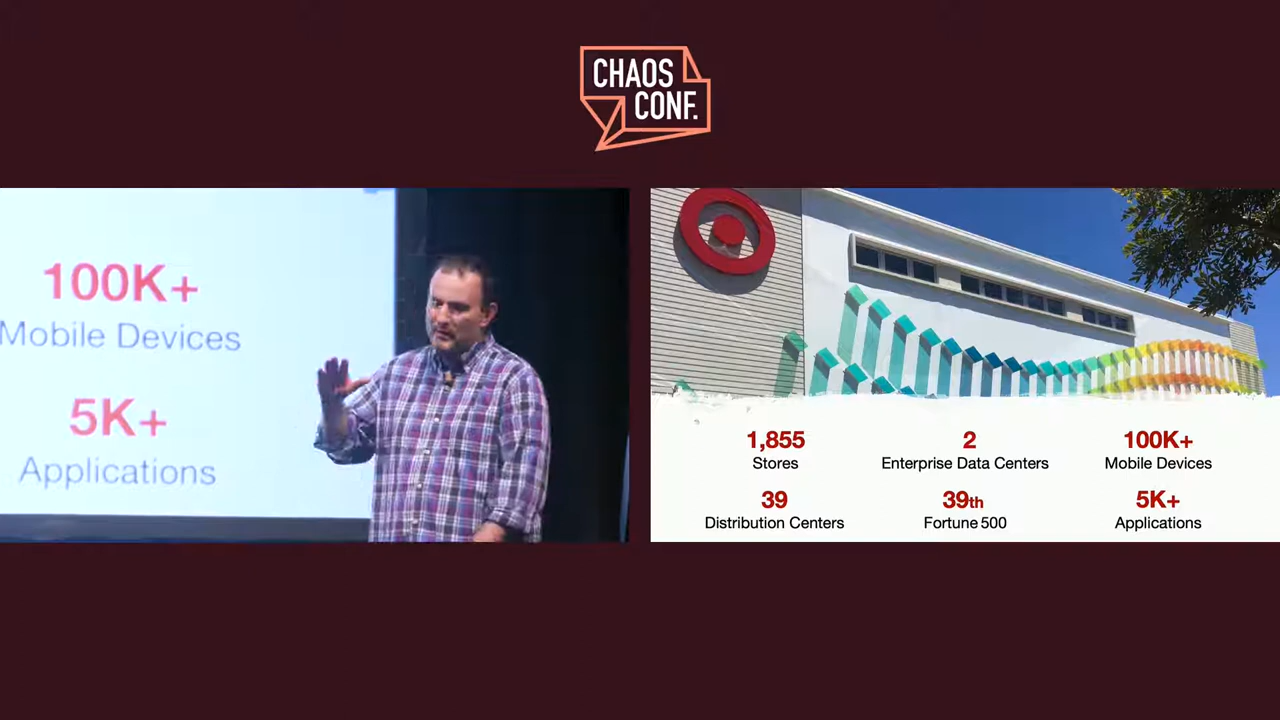 CHAOS
CONF.
100K+
Mobile Devices
5K+
Applications
1,855
Stores
2
Enterprise Data Centers
100K+
Mobile Devices
39
Distribution Centers
39th
Fortune 500
5K+
Applications